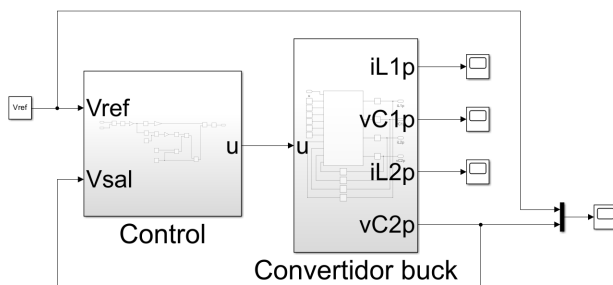 iL1p
Vref
Vref
vC1p
u
u
iL2p
Vsal
vC2p
Control
Convertidor buck